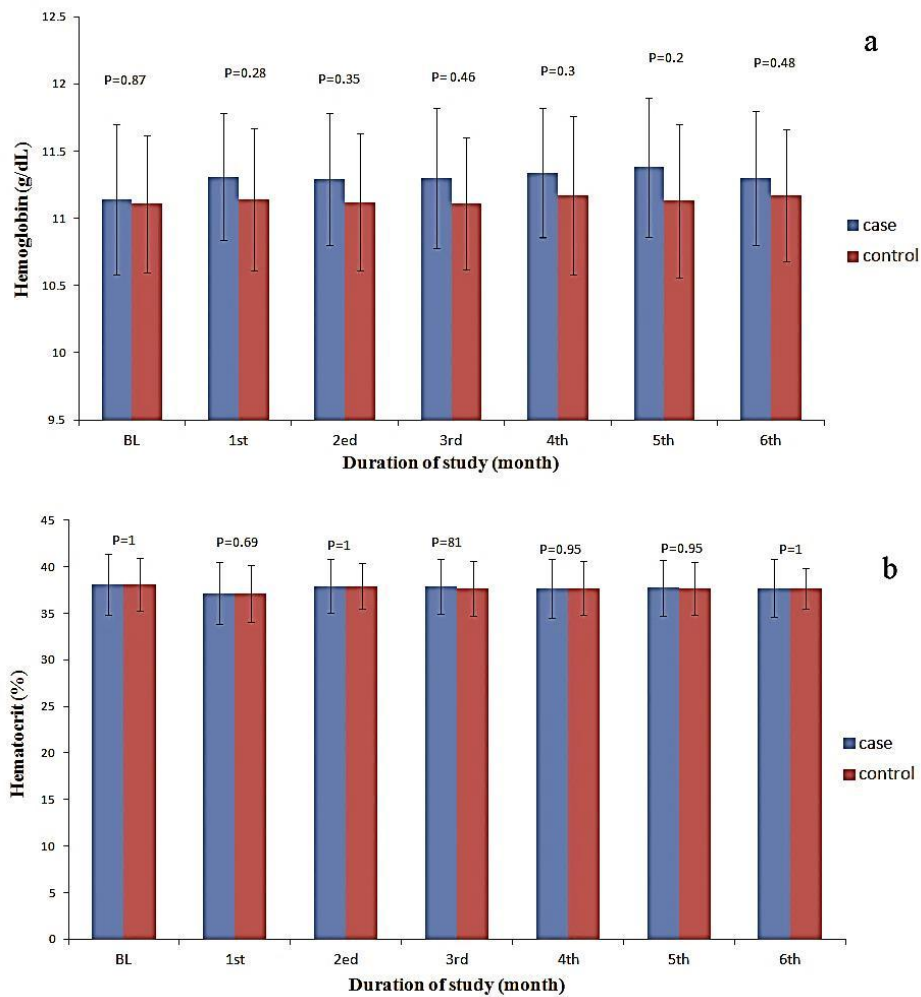 a
12.5
12
11.5
11
10.5
10
9.5
Hemoglobin (g/dL)
P=0.87 P=0.28 P=0.35 P=0.46 P=0.3 P=0.2 P=0.48
case
control
BL 1st 2ed 3rd 4th 5th 6th
Duration of study (month)
b
45
40
35
30
25
20
15
10
5
0
Hematocrit (%)
P=1 P=0.69 P=1 P=81 P=0.95 P=0.95 P=1
case
control
BL 1st 2ed 3rd 4th 5th 6th
Duration of study (month)